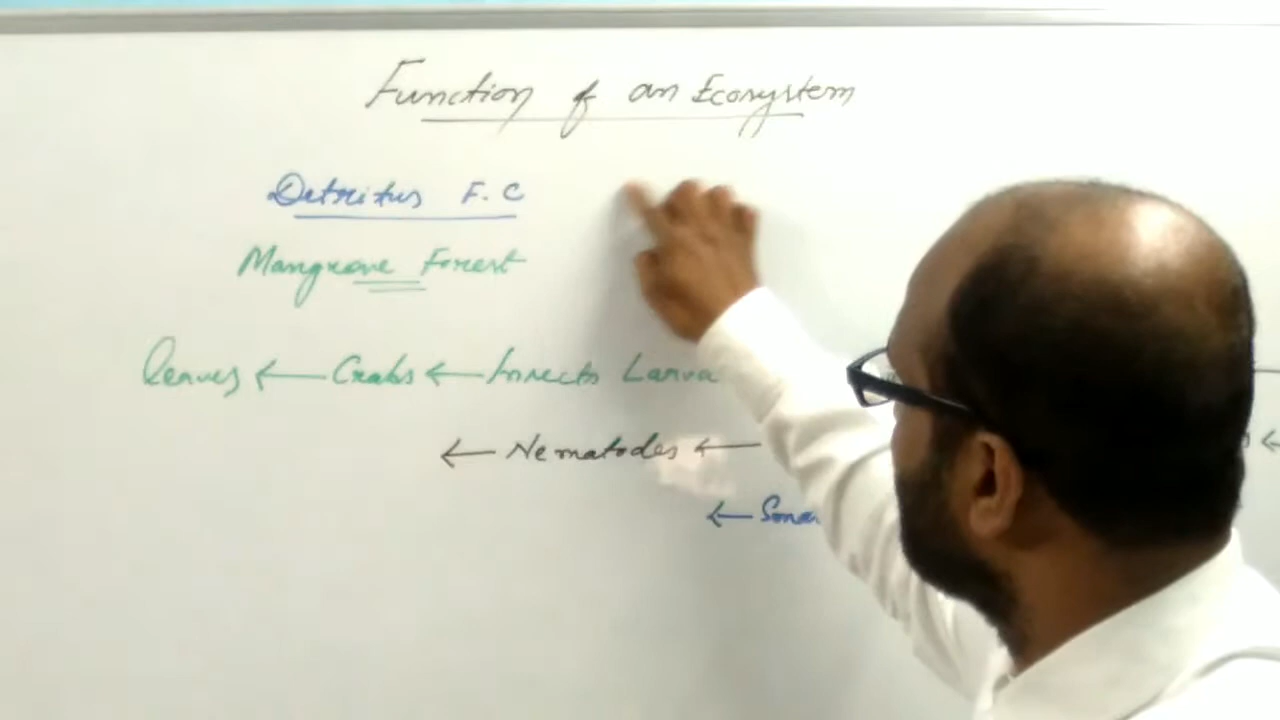 Function of an Ecosystem
Detritus F.C
Mangrove Forest
leaves ← Crabs ← Insects Larva
← Nematodes ←
←
←